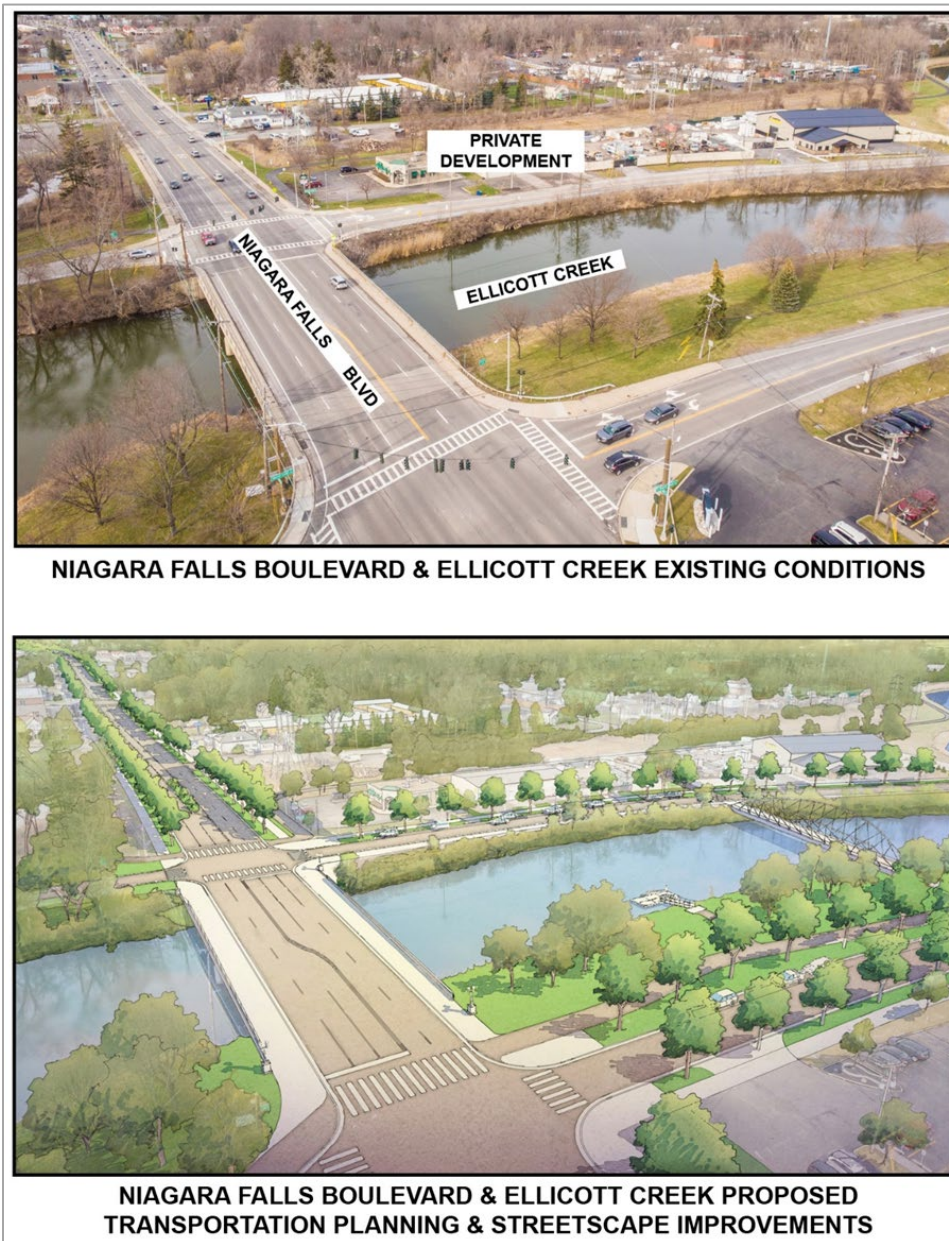 PRIVATE
DEVELOPMENT
ELLICOTT CREEK
NIAGARA FALLS BLVD
NIAGARA FALLS BOULEVARD & ELLICOTT CREEK EXISTING CONDITIONS
NIAGARA FALLS BOULEVARD & ELLICOTT CREEK PROPOSED
TRANSPORTATION PLANNING & STREETSCAPE IMPROVEMENTS